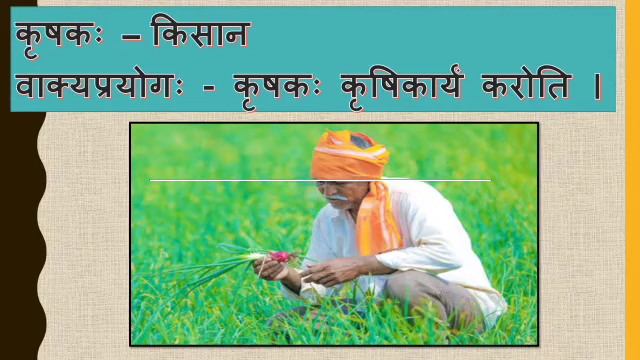 कृषकः – किसान
वाक्यप्रयोगः - कृषकः कृषिकार्यं करोति ।